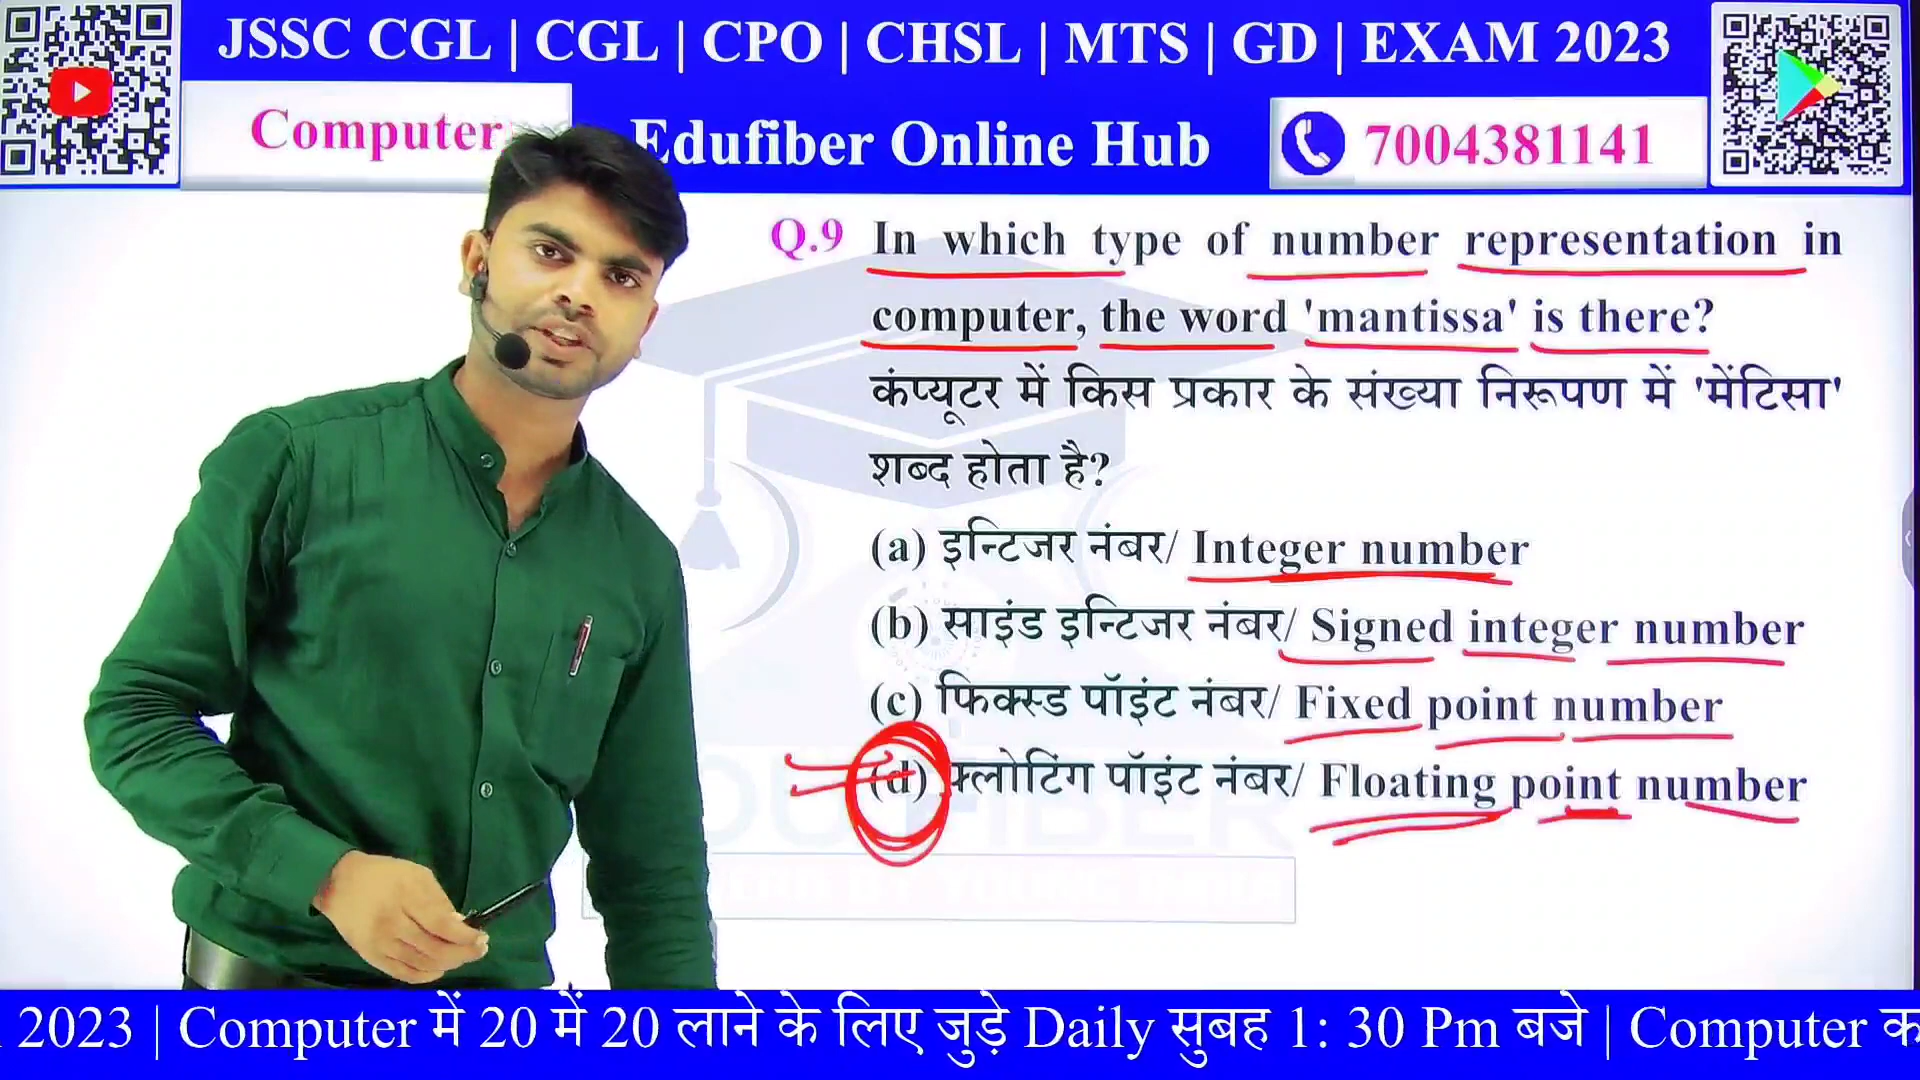 JSSC CGL | CGL | CPO | CHSL | MTS | GD | EXAM 2023
Computer
Edufiber Online Hub
7004381141
Q.9 In which type of number representation in
computer, the word 'mantissa' is there?
कंप्यूटर में किस प्रकार के संख्या निरूपण में 'मेंटिसा'
शब्द होता है?
(a) इन्टिजर नंबर/ Integer number
(b) साइंड इन्टिजर नंबर/ Signed integer number
(c) फिक्स्ड पॉइंट नंबर/ Fixed point number
(d) फ्लोटिंग पॉइंट नंबर/ Floating point number
2023 | Computer में 20 में 20 लाने के लिए जुड़े Daily सुबह 1: 30 Pm बजे | Computer क